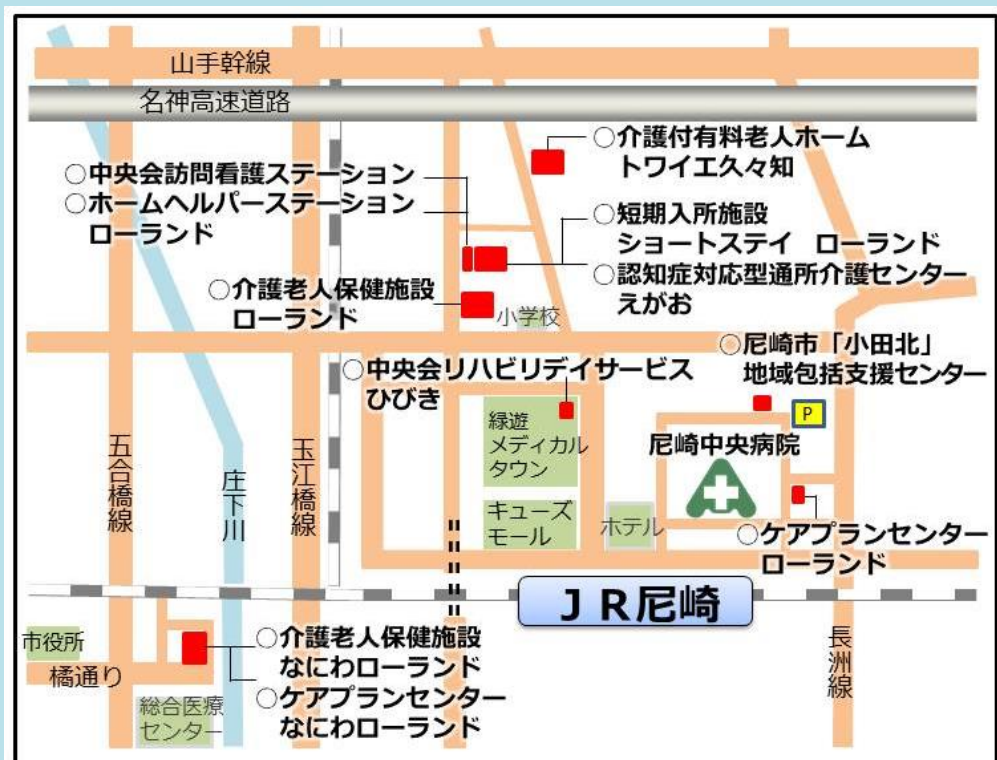 山手幹線
名神高速道路
○介護付有料老人ホーム
トワイエ久々知
○中央会訪問看護ステーション
○ホームヘルパーステーション
ローランド
○短期入所施設
ショートステイ ローランド
○認知症対応型通所介護センター
えがお
○介護老人保健施設
ローランド
小学校
○尼崎市「小田北」
地域包括支援センター
○中央会リハビリデイサービス
ひびき
P
緑遊
メディカル
タウン
尼崎中央病院
五合橋線
庄下川
玉江橋線
キューズ
モール
ホテル
○ケアプランセンター
ローランド
JR尼崎
市役所
橘通り
○介護老人保健施設
なにわローランド
○ケアプランセンター
なにわローランド
長洲線
総合医療
センター